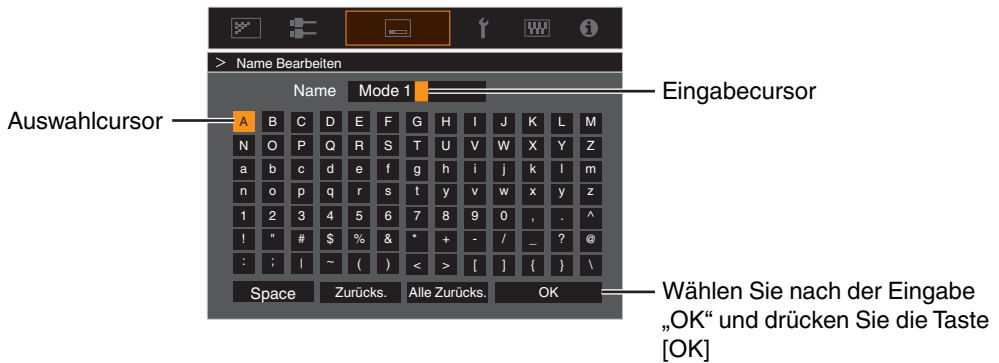 > Name Bearbeiten
Name Mode 1
Eingabecursor
Auswahlcursor
A B C D E F G H I J K L M
N O P Q R S T U V W X Y Z
a b c d e f g h i j k l m
n o p q r s t y v w x y z
1 2 3 4 5 6 7 8 9 0 , . ^
! " # $ % & * + - / _ ? @
: ; | ~ ( ) < > [ ] { } \
Space Zurücks. Alle Zurücks. OK
Wählen Sie nach der Eingabe
„OK“ und drücken Sie die Taste
[OK]